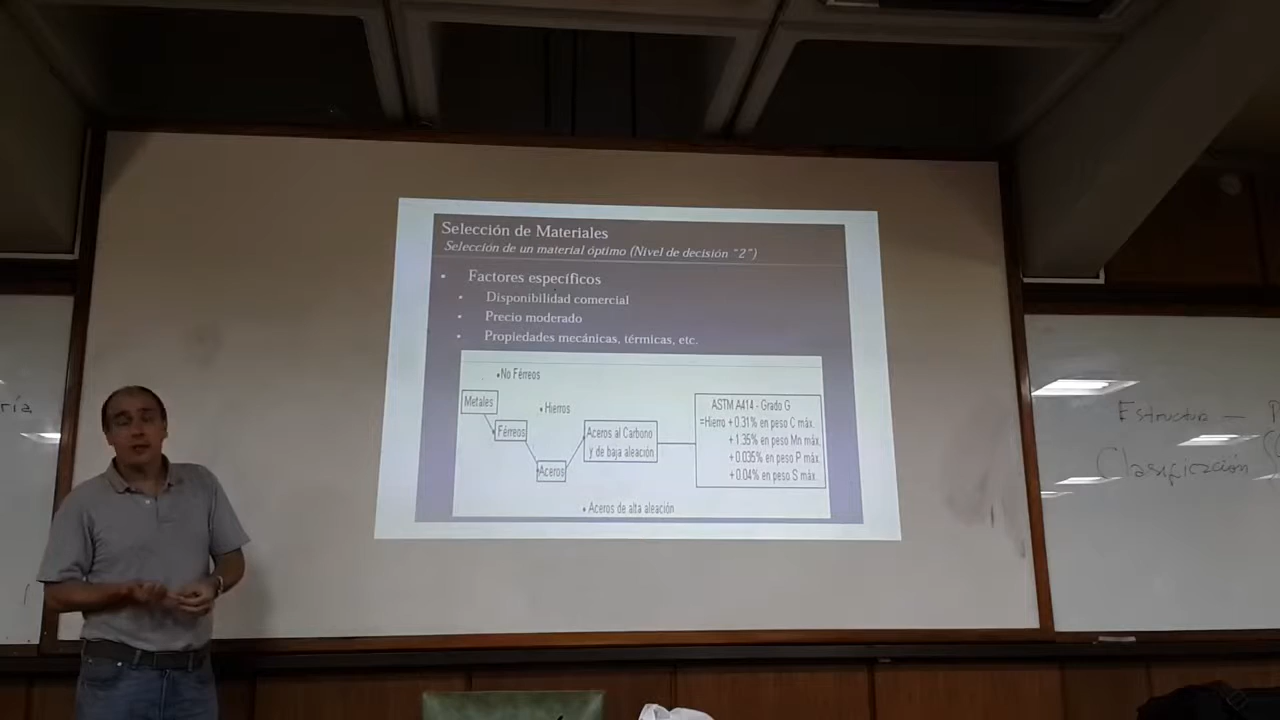 Selección de Materiales
Selección de un material óptimo (Nivel de decisión "2")
• Factores específicos
• Disponibilidad comercial
• Precio moderado
• Propiedades mecánicas, térmicas, etc.
• No Férreos
Metales
• Hierros
Férreos
Aceros
Aceros al Carbono
y de baja aleación
• Aceros de alta aleación
ASTM A414 - Grado G
=Hierro + 0.31% en peso C máx.
+ 1.35% en peso Mn máx.
+ 0.035% en peso P máx.
+ 0.04% en peso S máx.
ría
Estructura —
Clasificación